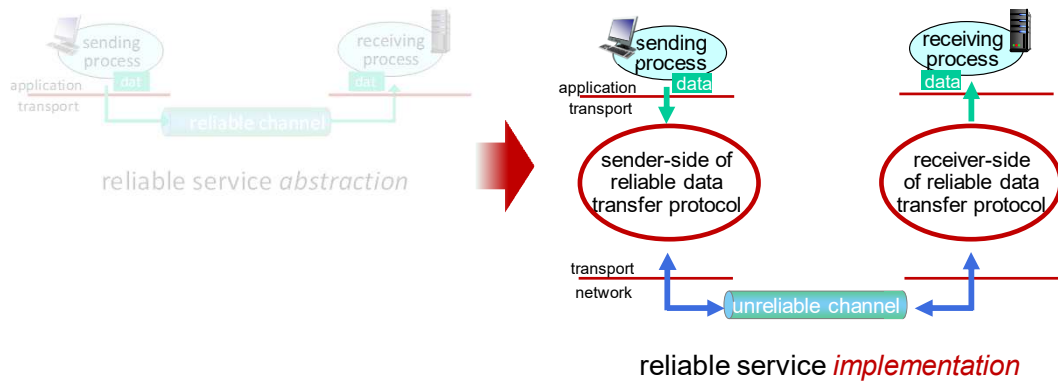 sending
process
dat
application
transport
receiving
process
dat
reliable channel
reliable service abstraction
sending
process
data
application
transport
receiving
process
data
sender-side of
reliable data
transfer protocol
receiver-side
of reliable data
transfer protocol
transport
network
unreliable channel
reliable service implementation